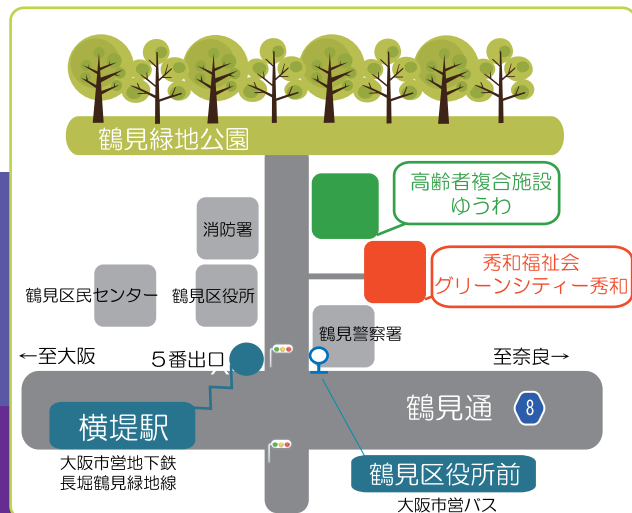 鶴見緑地公園
高齢者複合施設
ゆうわ
消防署
秀和福祉会
グリーンシティー秀和
鶴見区民センター
鶴見区役所
鶴見警察署
←至大阪
5番出口
至奈良→
鶴見通
8
横堤駅
大阪市営地下鉄
長堀鶴見緑地線
鶴見区役所前
大阪市営バス